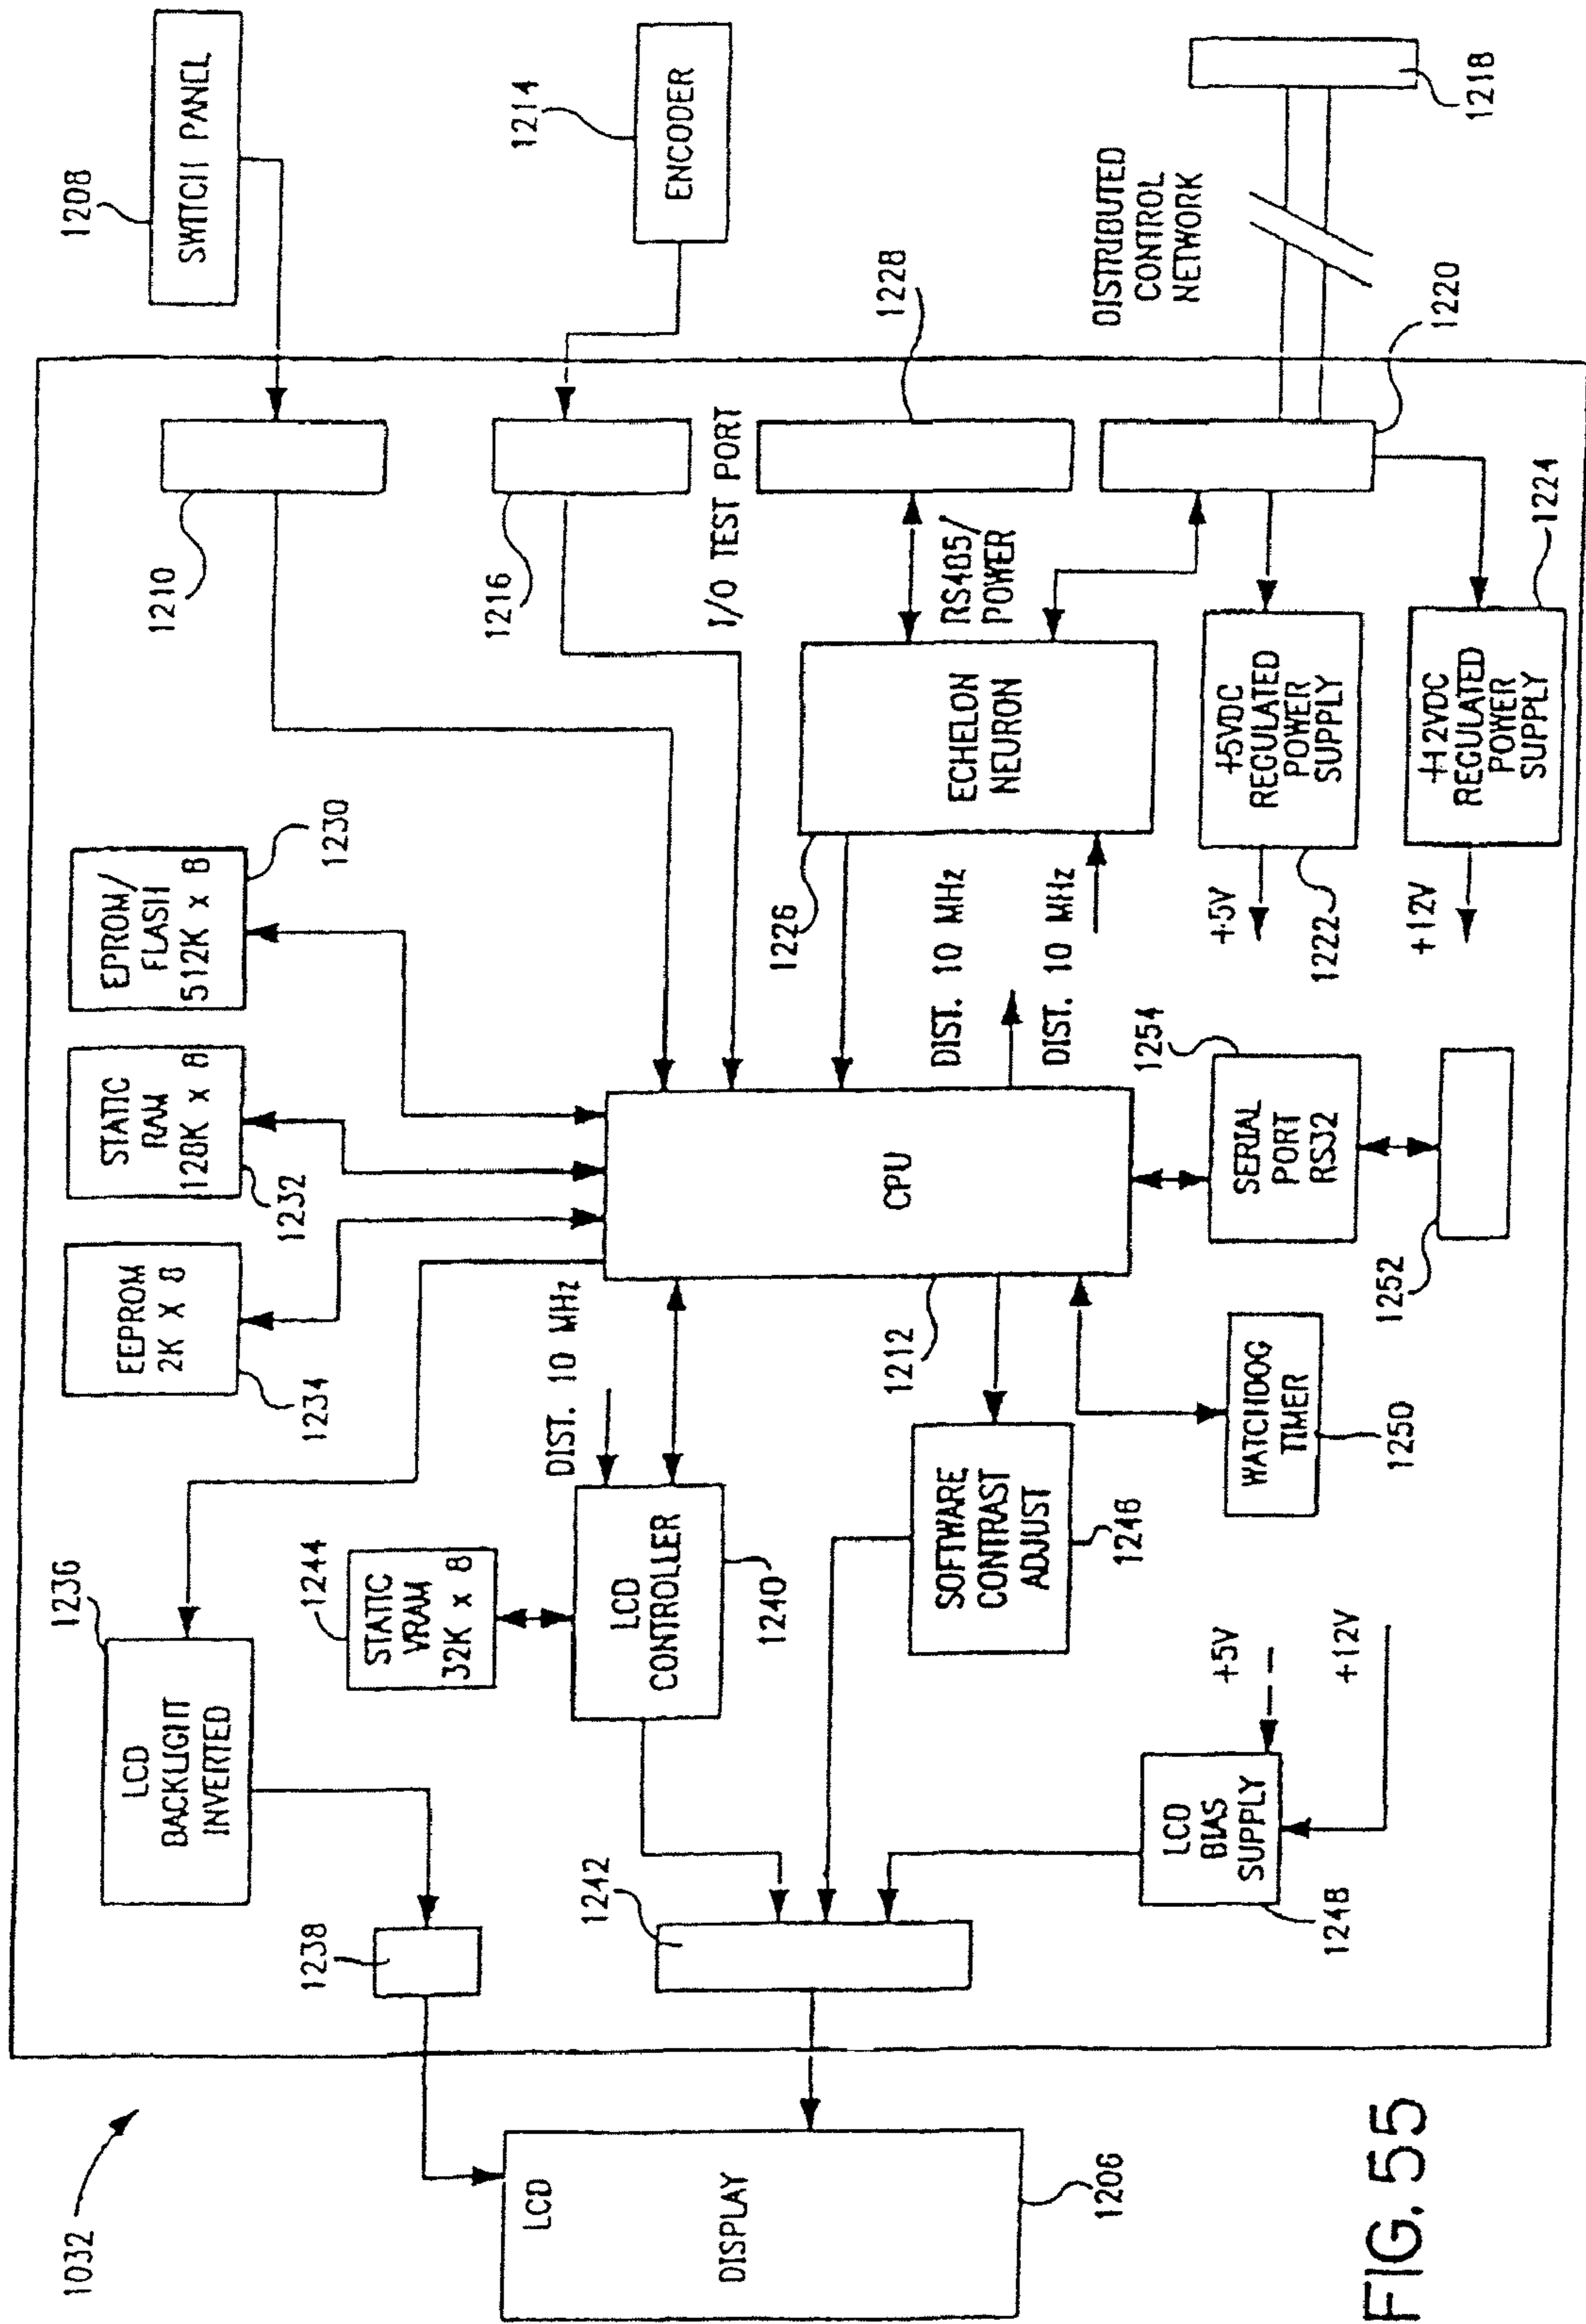 1032
LCD
DISPLAY
1206
1238
1242
1236
LCD
BACKLIGHT
INVERTED
1244
STATIC
VRAM
32K x 8
LCD
CONTROLLER
1240
DIST. 10 MHz
SOFTWARE
CONTRAST
ADJUST
1246
LCD
BIAS
SUPPLY
1248
+5V
+12V
WATCHDOG
TIMER
1250
EEPROM
2K X 8
1234
STATIC
RAM
128K x 8
1232
EPROM/
FLASH
512K x 8
1230
CPU
1212
SERIAL
PORT
RS32
1254
1252
DIST. 10 MHz
DIST. 10 MHz
ECHELON
NEURON
1226
RS485/
POWER
I/O TEST PORT
1228
+5VDC
REGULATED
POWER
SUPPLY
+5V
1222
+12VDC
REGULATED
POWER
SUPPLY
+12V
1224
1210
1216
1220
1208
SWITCH PANEL
1214
ENCODER
DISTRIBUTED
CONTROL
NETWORK
1218
FIG. 55